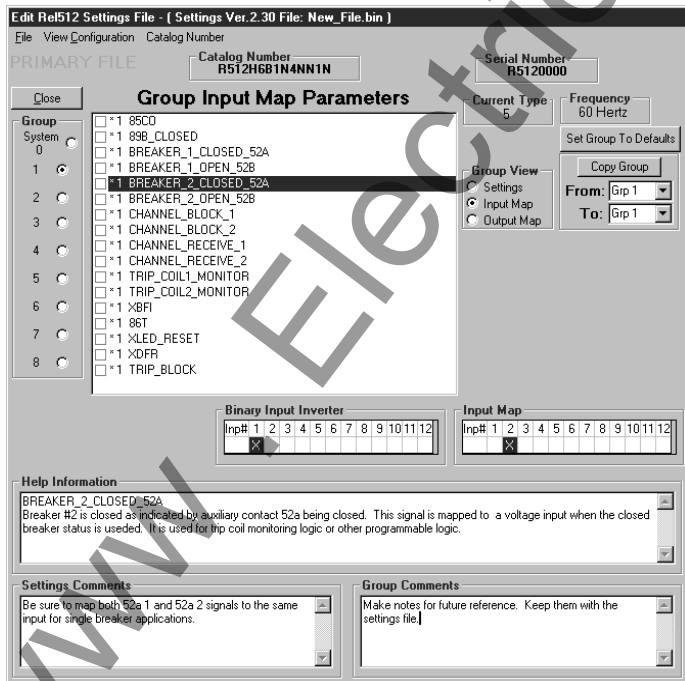 Edit Rel512 Settings File - ( Settings Ver.2.30 File: New_File.bin )
File View Configuration Catalog Number
PRIMARY FILE
Catalog Number
R512H6B1N4NN1N
Serial Number
R5120000
Close
Group Input Map Parameters
Current Type
5
Frequency
60 Hertz
Group
System
0
1
2
3
4
5
6
7
8
*1 85CO
*1 89B_CLOSED
*1 BREAKER_1_CLOSED_52A
*1 BREAKER_1_OPEN_52B
*1 BREAKER_2_CLOSED_52A
*1 BREAKER_2_OPEN_52B
*1 CHANNEL_BLOCK_1
*1 CHANNEL_BLOCK_2
*1 CHANNEL_RECEIVE_1
*1 CHANNEL_RECEIVE_2
*1 TRIP_COIL1_MONITOR
*1 TRIP_COIL2_MONITOR
*1 XBFI
*1 86T
*1 XLED_RESET
*1 XDFR
*1 TRIP_BLOCK
Set Group To Defaults
Group View
Settings
Input Map
Output Map
Copy Group
From: Grp 1
To: Grp 1
Binary Input Inverter
Inp# 1 2 3 4 5 6 7 8 9 10 11 12
X
Input Map
Inp# 1 2 3 4 5 6 7 8 9 10 11 12
X
Help Information
BREAKER_2_CLOSED_52A
Breaker #2 is closed as indicated by auxiliary contact 52a being closed. This signal is mapped to a voltage input when the closed
breaker status is useded. It is used for trip coil monitoring logic or other programmable logic.
Settings Comments
Be sure to map both 52a 1 and 52a 2 signals to the same
input for single breaker applications.
Group Comments
Make notes for future reference. Keep them with the
settings file.
www . Electric